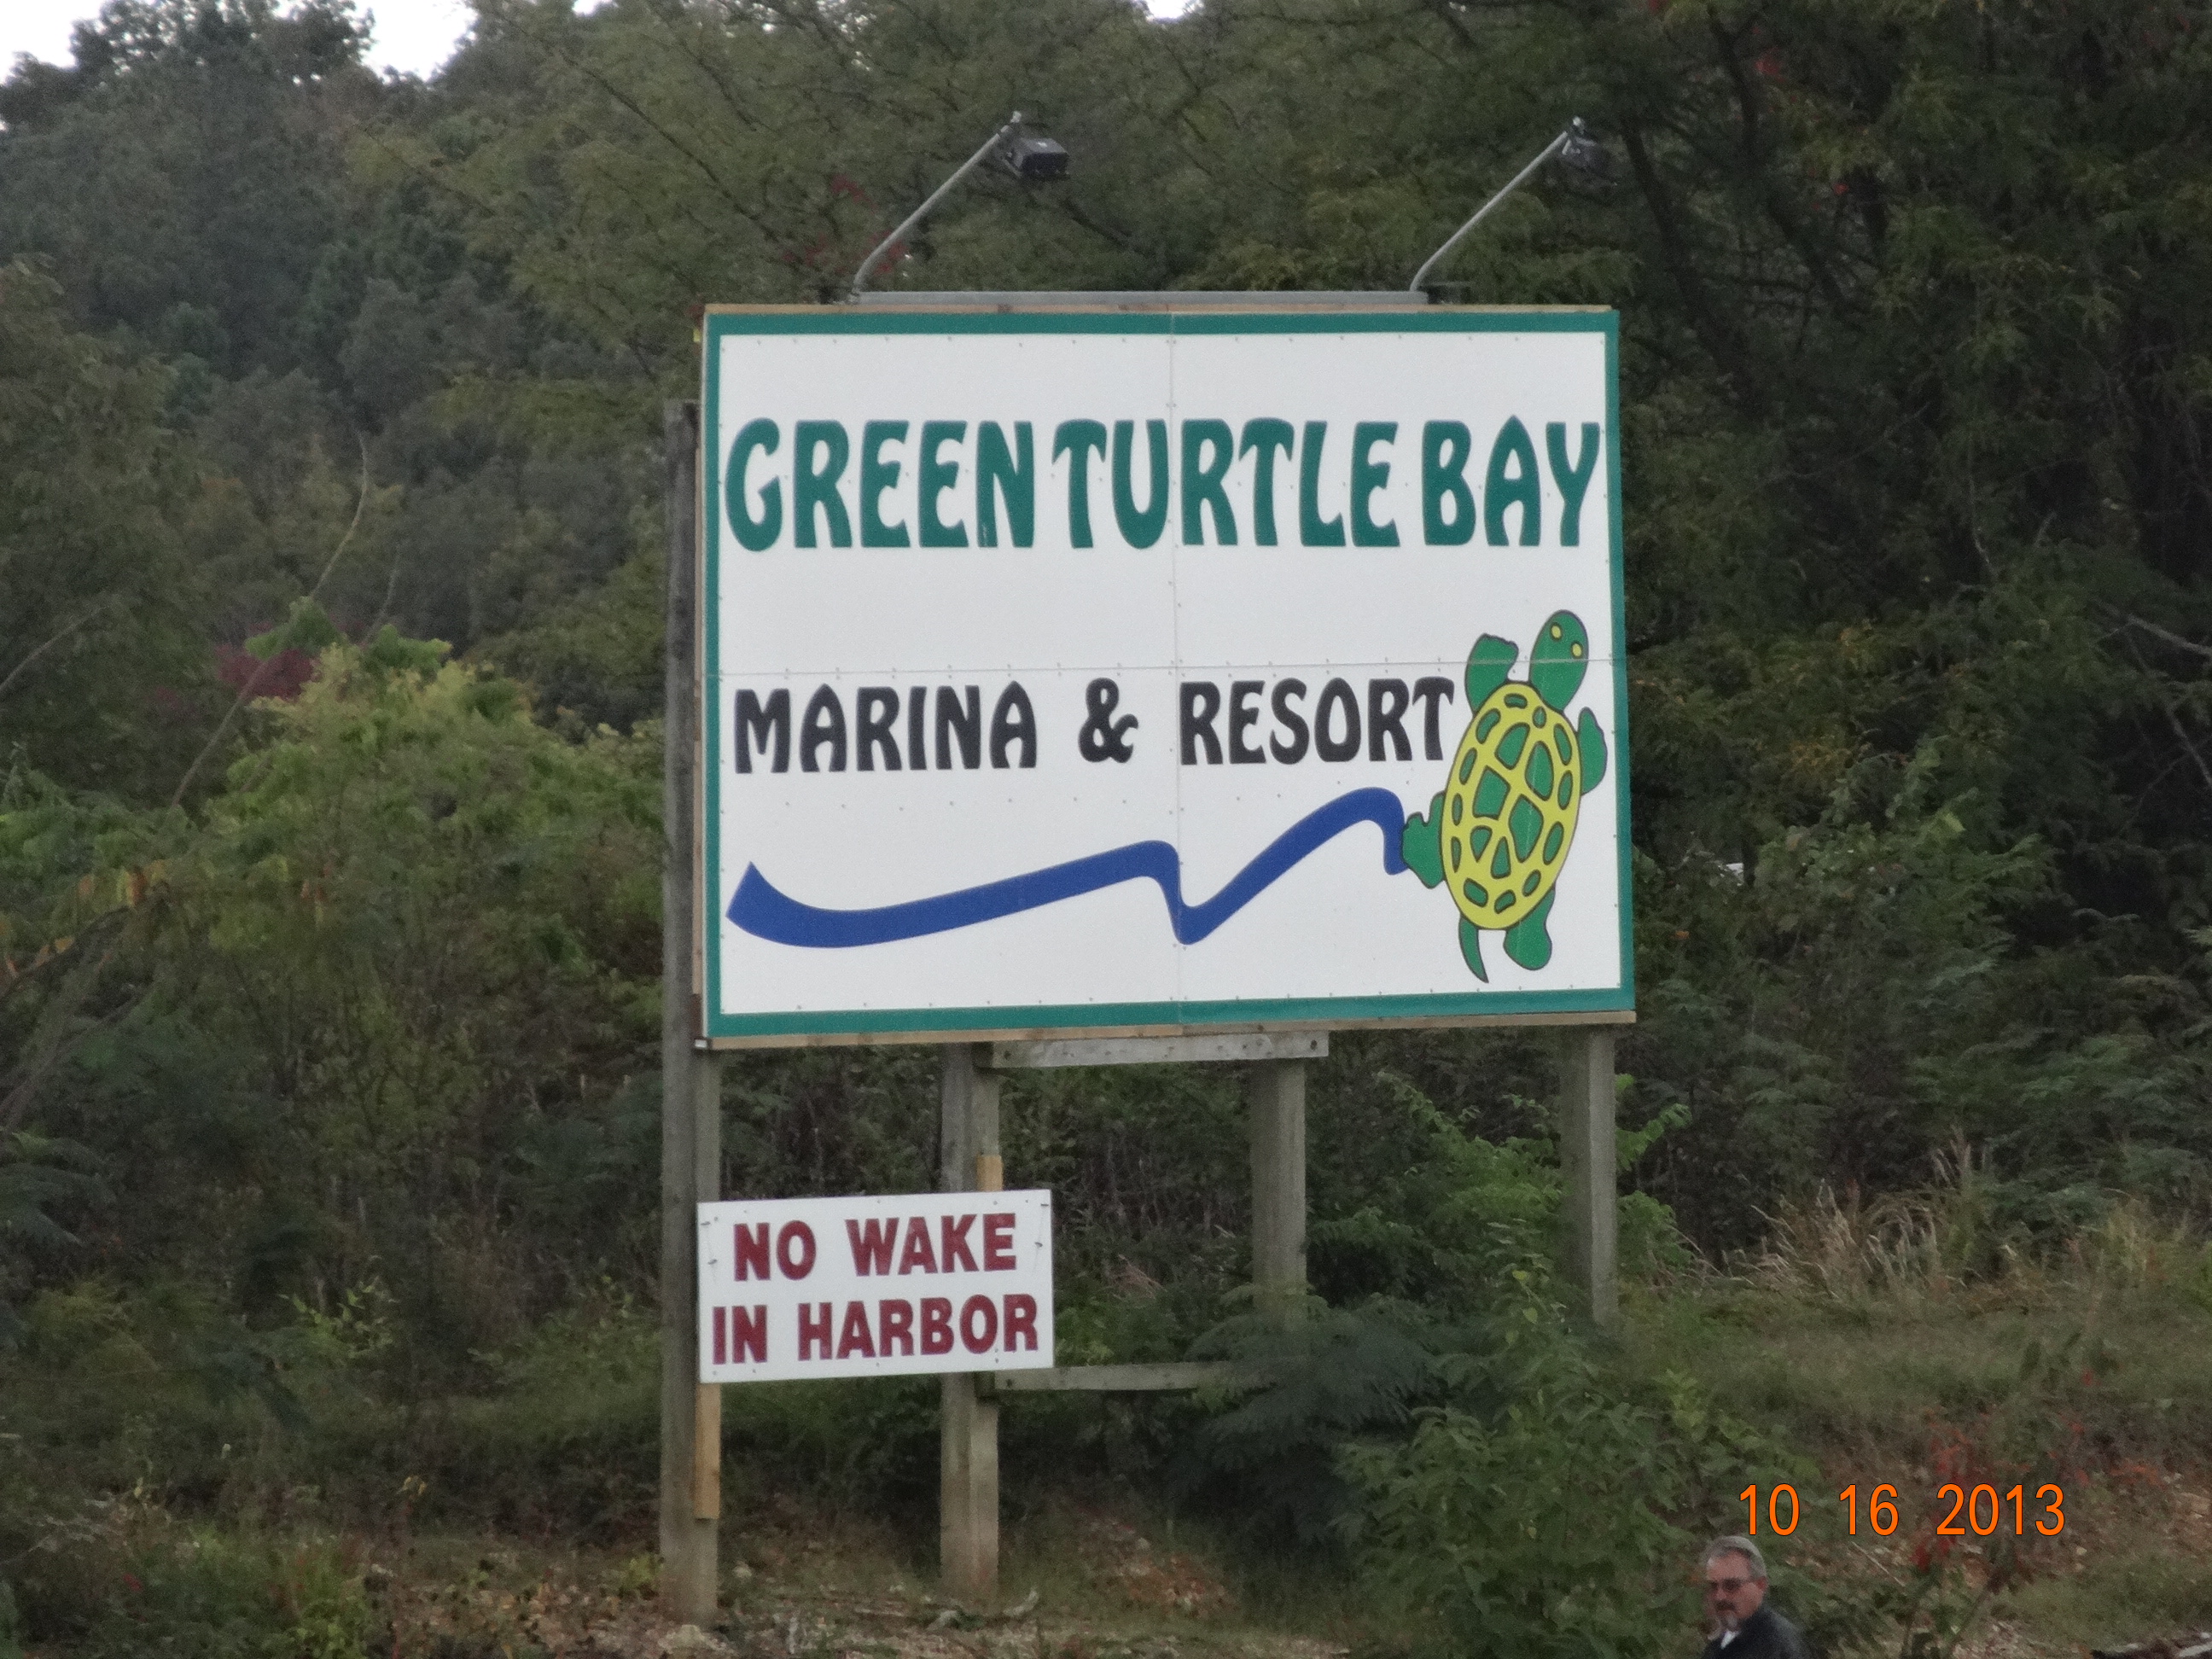 GREEN TURTLE BAY
MARINA & RESORT
NO WAKE
IN HARBOR
10 16 2013